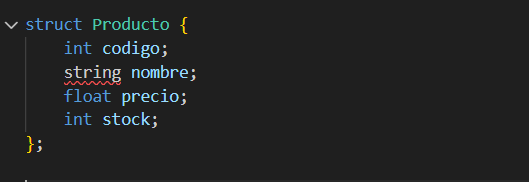 struct Producto {
    int codigo;
    string nombre;
    float precio;
    int stock;
};